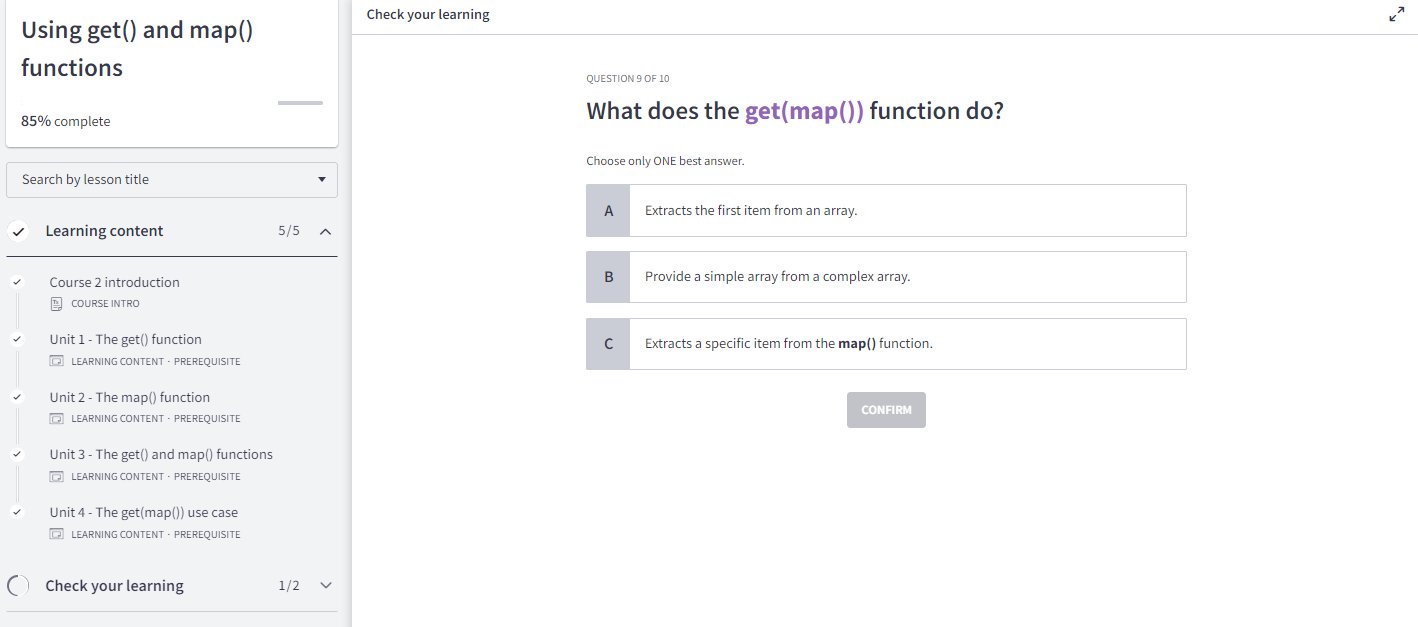 Using get() and map()
functions
85% complete
Search by lesson title
Learning content 5/5
Course 2 introduction
COURSE INTRO
Unit 1 - The get() function
LEARNING CONTENT · PREREQUISITE
Unit 2 - The map() function
LEARNING CONTENT · PREREQUISITE
Unit 3 - The get() and map() functions
LEARNING CONTENT · PREREQUISITE
Unit 4 - The get(map()) use case
LEARNING CONTENT · PREREQUISITE
Check your learning 1/2
Check your learning
QUESTION 9 OF 10
What does the get(map()) function do?
Choose only ONE best answer.
A Extracts the first item from an array.
B Provide a simple array from a complex array.
C Extracts a specific item from the map() function.
CONFIRM